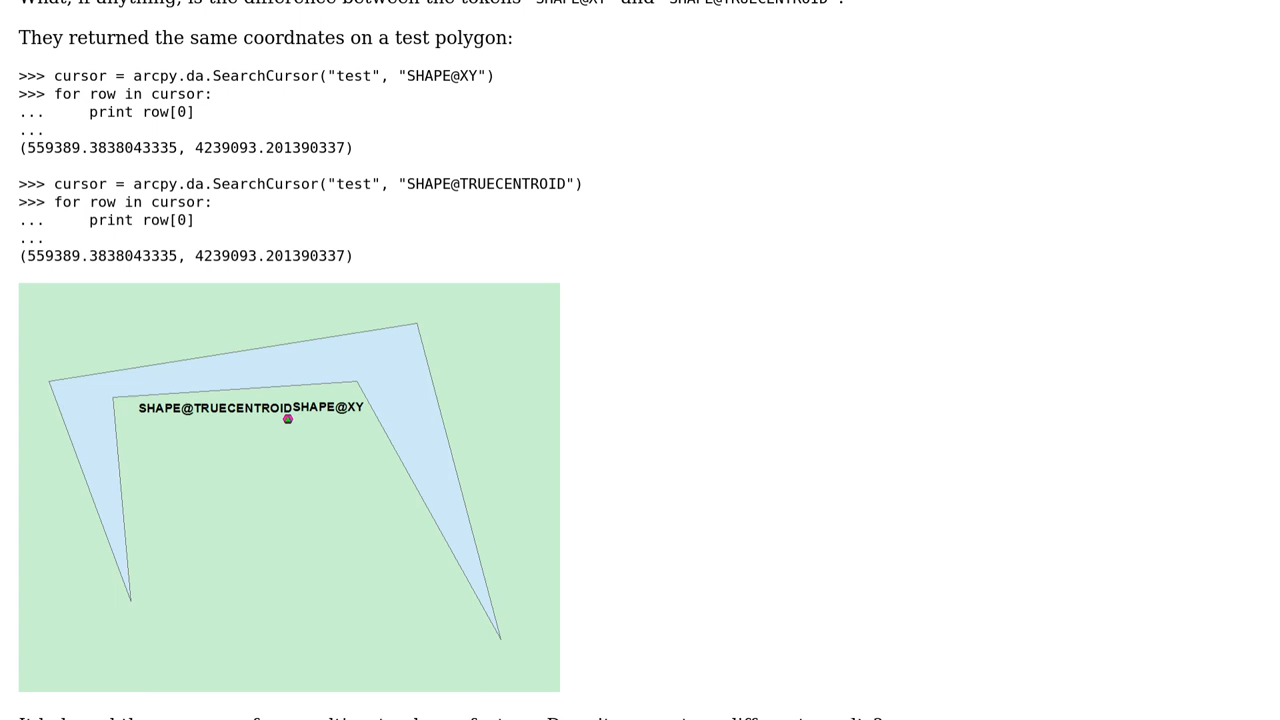 They returned the same coordnates on a test polygon:
>>> cursor = arcpy.da.SearchCursor("test", "SHAPE@XY")
>>> for row in cursor:
...     print row[0]
...
(559389.3838043335, 4239093.201390337)
>>> cursor = arcpy.da.SearchCursor("test", "SHAPE@TRUECENTROID")
>>> for row in cursor:
...     print row[0]
...
(559389.3838043335, 4239093.201390337)
SHAPE@TRUECENTROID SHAPE@XY